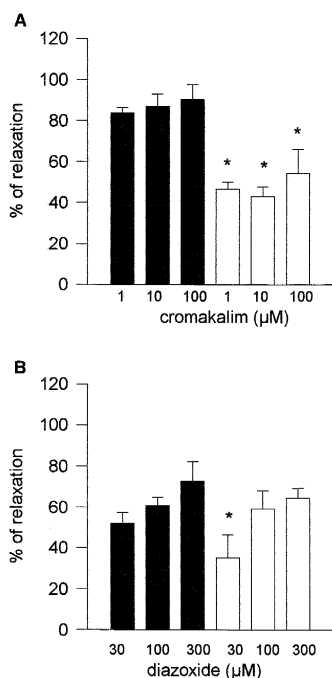 A
% of relaxation
120
100
80
60
40
20
0
* * *
1 10 100 1 10 100
cromakalim (µM)
B
% of relaxation
120
100
80
60
40
20
0
*
30 100 300 30 100 300
diazoxide (µM)